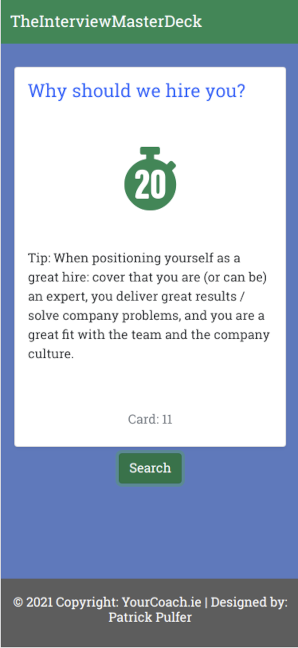 TheInterviewMasterDeck
Why should we hire you?
20
Tip: When positioning yourself as a
great hire: cover that you are (or can be)
an expert, you deliver great results /
solve company problems, and you are a
great fit with the team and the company
culture.
Card: 11
Search
© 2021 Copyright: YourCoach.ie | Designed by:
Patrick Pulfer